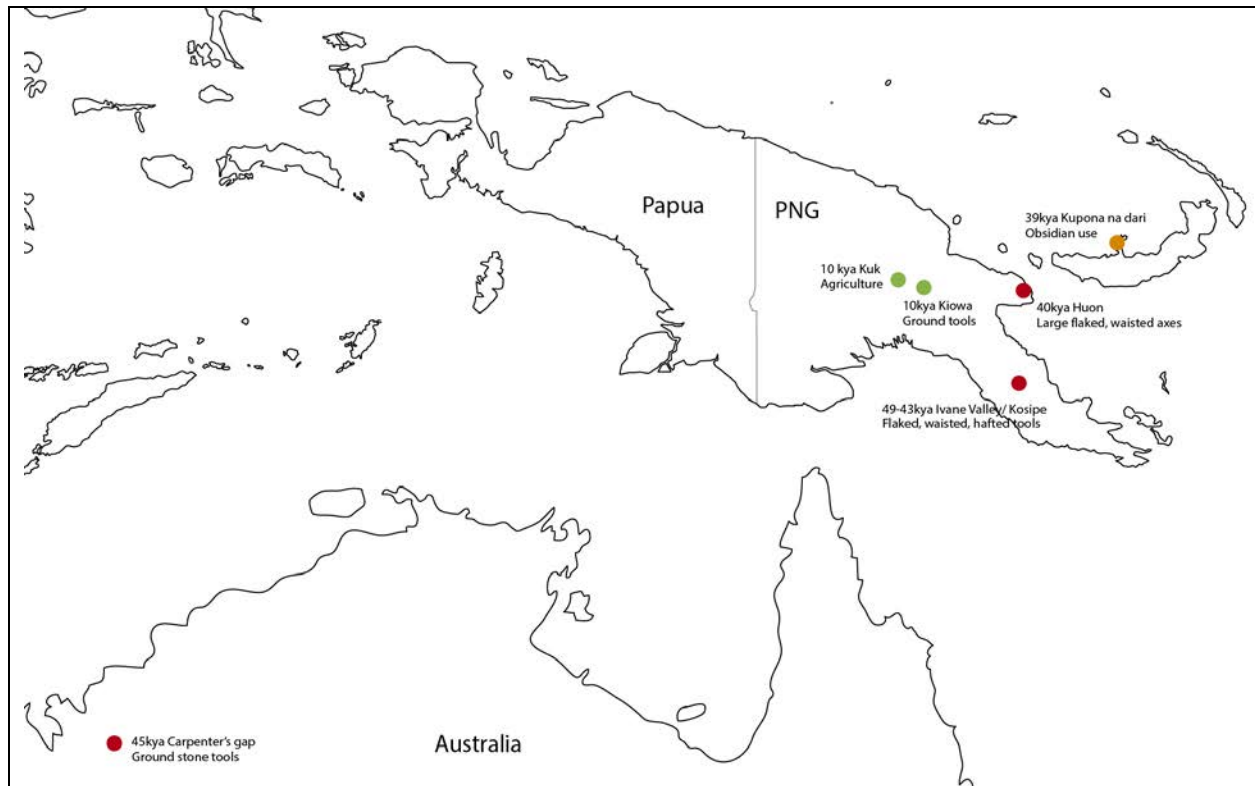 Papua
PNG
39kya Kupona na dari
Obsidian use
10 kya Kuk
Agriculture
10kya Kiowa
Ground tools
40kya Huon
Large flaked, waisted axes
49-43kya Ivane Valley/ Kosipe
Flaked, waisted, hafted tools
45kya Carpenter's gap
Ground stone tools
Australia